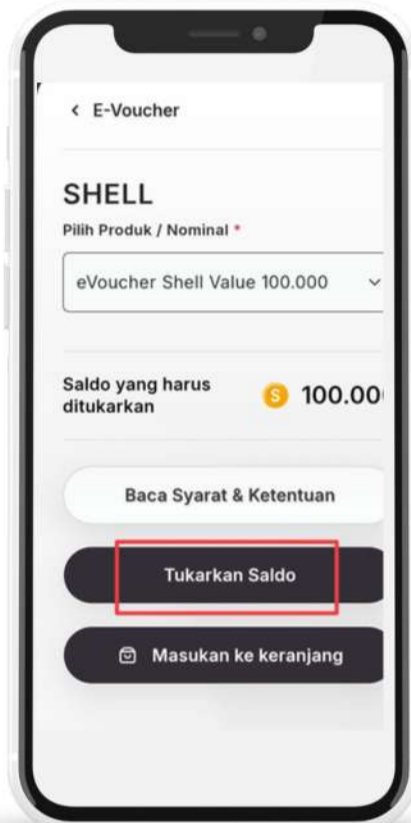 < E-Voucher
SHELL
Pilih Produk / Nominal *
eVoucher Shell Value 100.000
Saldo yang harus
ditukarkan
S 100.00
Baca Syarat & Ketentuan
Tukarkan Saldo
Masukan ke keranjang